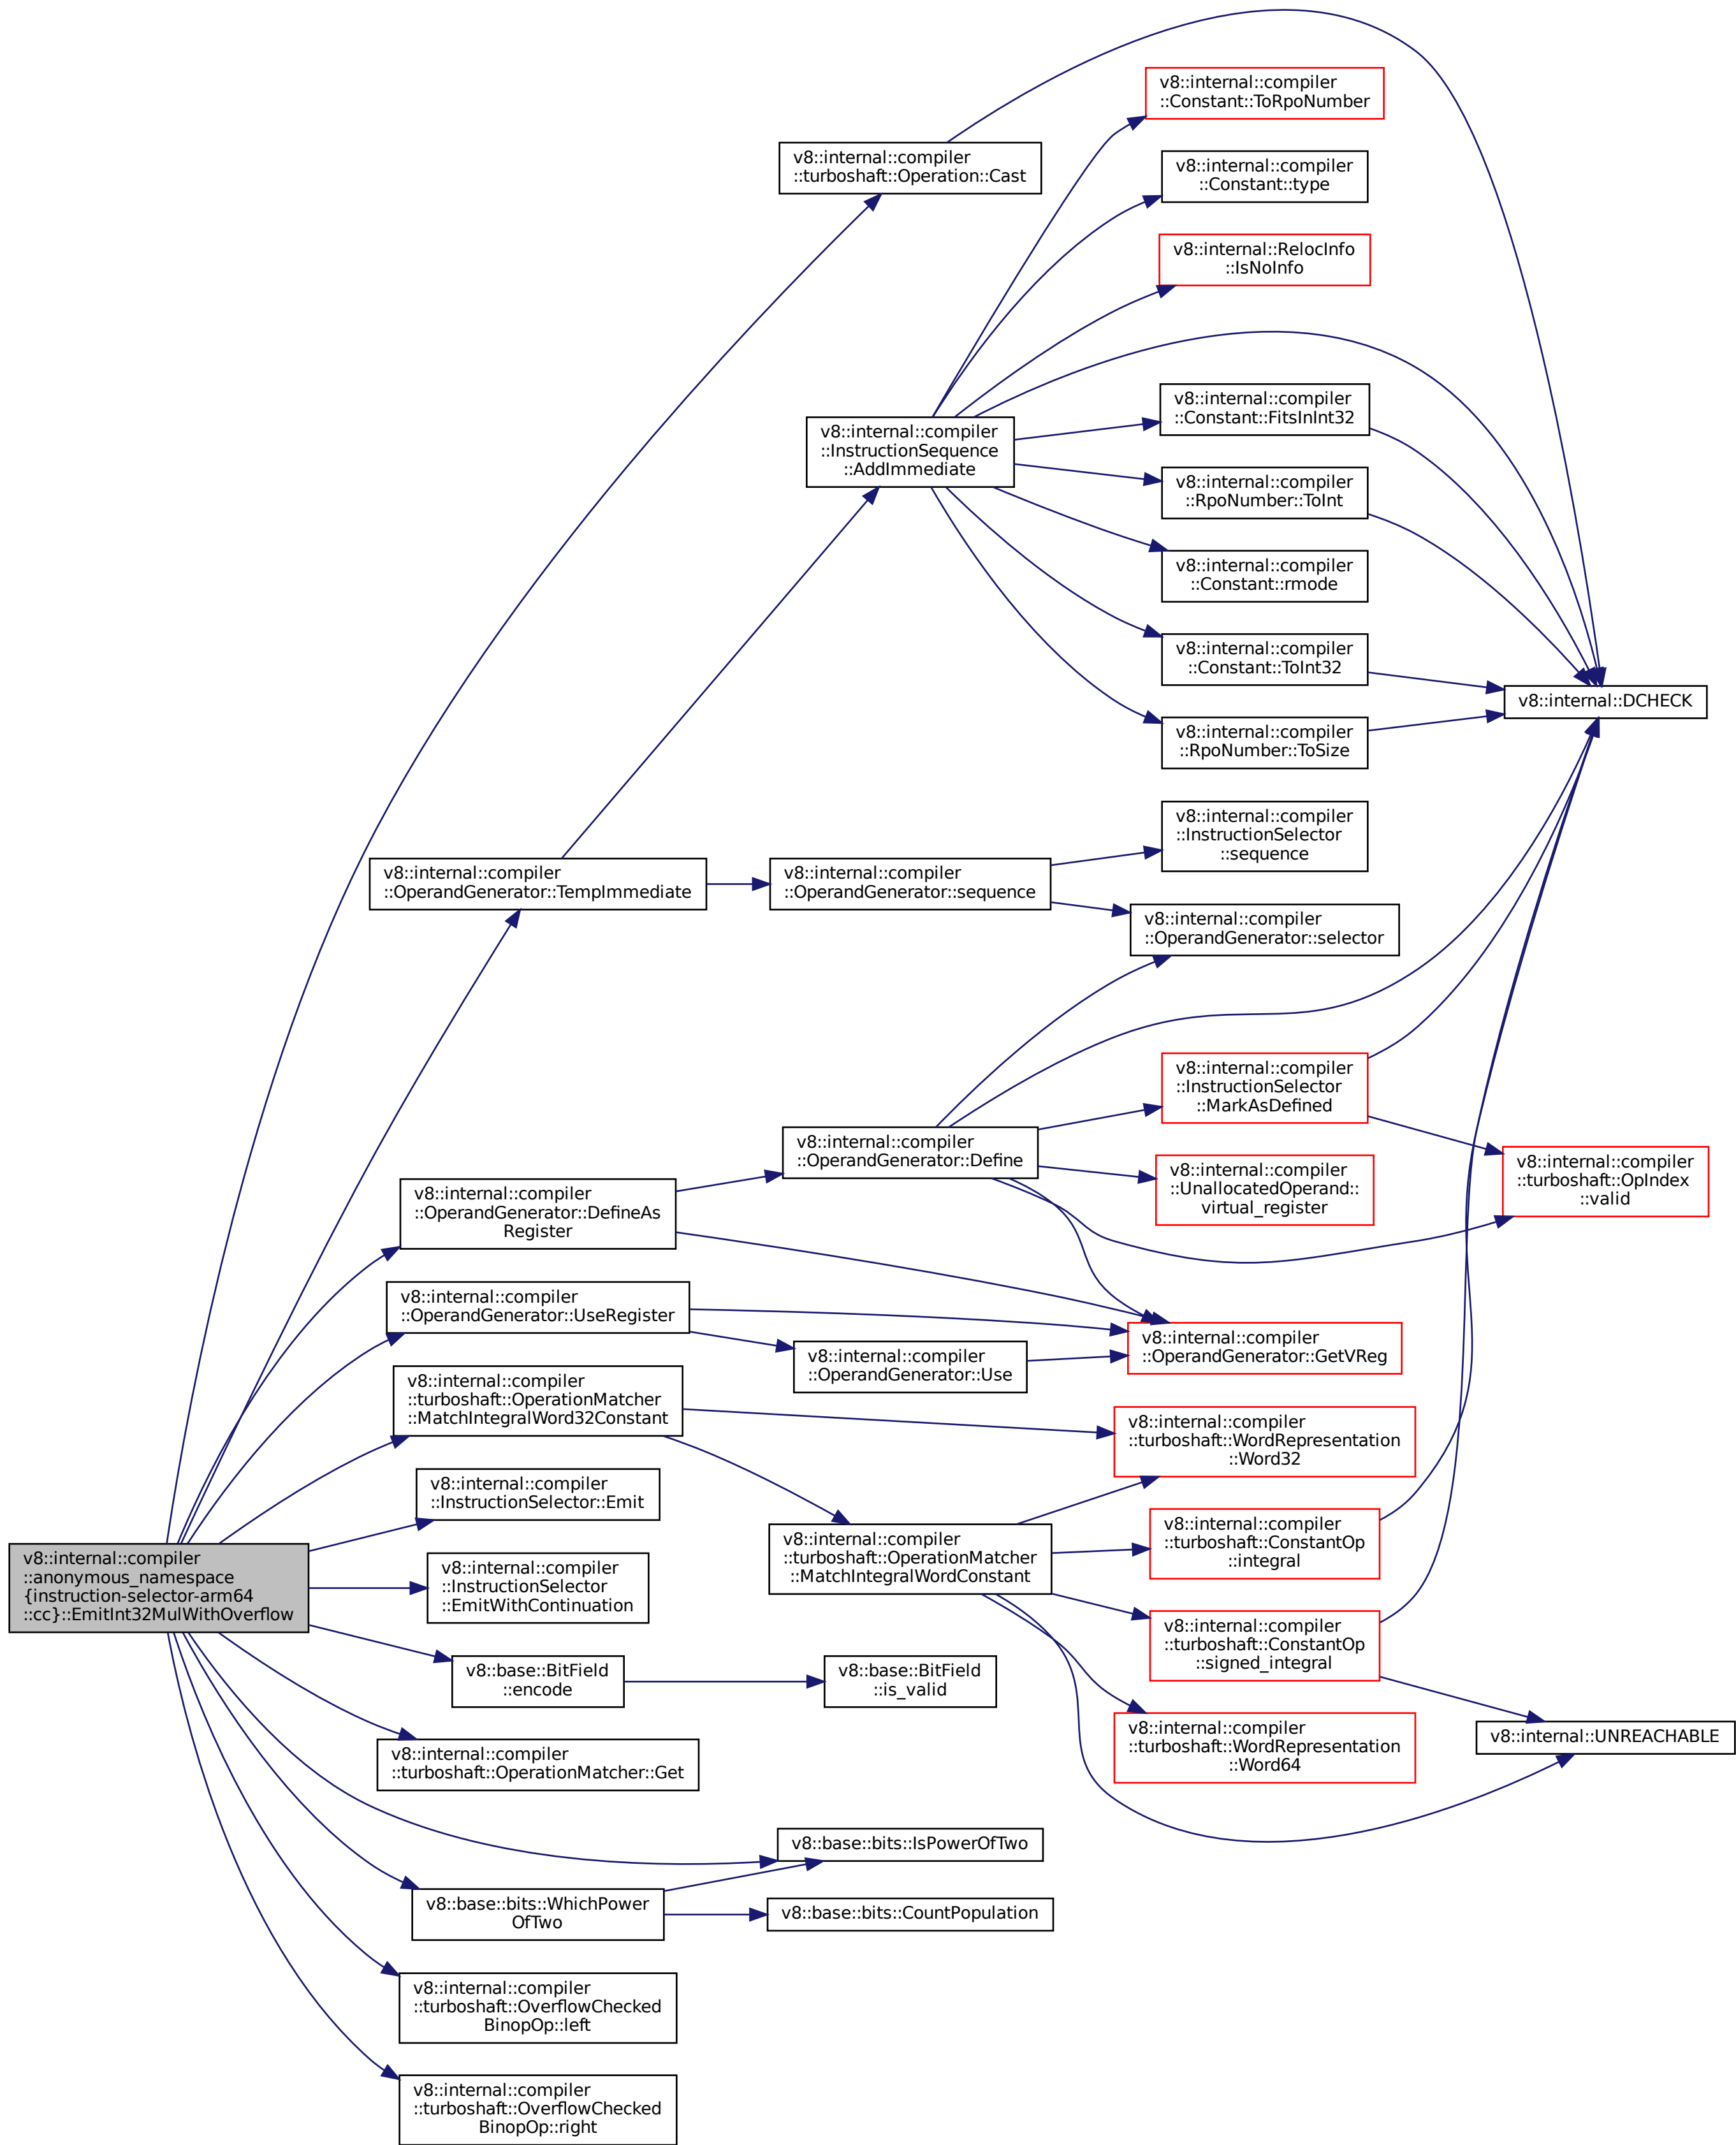 v8::internal::compiler
::Constant::ToRpoNumber
v8::internal::compiler
::turboshaft::Operation::Cast
v8::internal::compiler
::Constant::type
v8::internal::RelocInfo
::IsNoInfo
v8::internal::compiler
::InstructionSequence
::AddImmediate
v8::internal::compiler
::Constant::FitsInInt32
v8::internal::compiler
::RpoNumber::ToInt
v8::internal::compiler
::Constant::rmode
v8::internal::compiler
::Constant::ToInt32
v8::internal::DCHECK
v8::internal::compiler
::RpoNumber::ToSize
v8::internal::compiler
::InstructionSelector
::sequence
v8::internal::compiler
::OperandGenerator::TempImmediate
v8::internal::compiler
::OperandGenerator::sequence
v8::internal::compiler
::OperandGenerator::selector
v8::internal::compiler
::InstructionSelector
::MarkAsDefined
v8::internal::compiler
::OperandGenerator::Define
v8::internal::compiler
::UnallocatedOperand::
virtual_register
v8::internal::compiler
::turboshaft::OpIndex
::valid
v8::internal::compiler
::OperandGenerator::DefineAs
Register
v8::internal::compiler
::OperandGenerator::UseRegister
v8::internal::compiler
::OperandGenerator::Use
v8::internal::compiler
::OperandGenerator::GetVReg
v8::internal::compiler
::turboshaft::OperationMatcher
::MatchIntegralWord32Constant
v8::internal::compiler
::turboshaft::WordRepresentation
::Word32
v8::internal::compiler
::InstructionSelector::Emit
v8::internal::compiler
::turboshaft::OperationMatcher
::MatchIntegralWordConstant
v8::internal::compiler
::turboshaft::ConstantOp
::integral
v8::internal::compiler
::anonymous_namespace
{instruction-selector-arm64
::cc}::EmitInt32MulWithOverflow
v8::internal::compiler
::InstructionSelector
::EmitWithContinuation
v8::internal::compiler
::turboshaft::ConstantOp
::signed_integral
v8::base::BitField
::encode
v8::base::BitField
::is_valid
v8::internal::compiler
::turboshaft::WordRepresentation
::Word64
v8::internal::UNREACHABLE
v8::internal::compiler
::turboshaft::OperationMatcher::Get
v8::base::bits::IsPowerOfTwo
v8::base::bits::WhichPower
OfTwo
v8::base::bits::CountPopulation
v8::internal::compiler
::turboshaft::OverflowChecked
BinopOp::left
v8::internal::compiler
::turboshaft::OverflowChecked
BinopOp::right